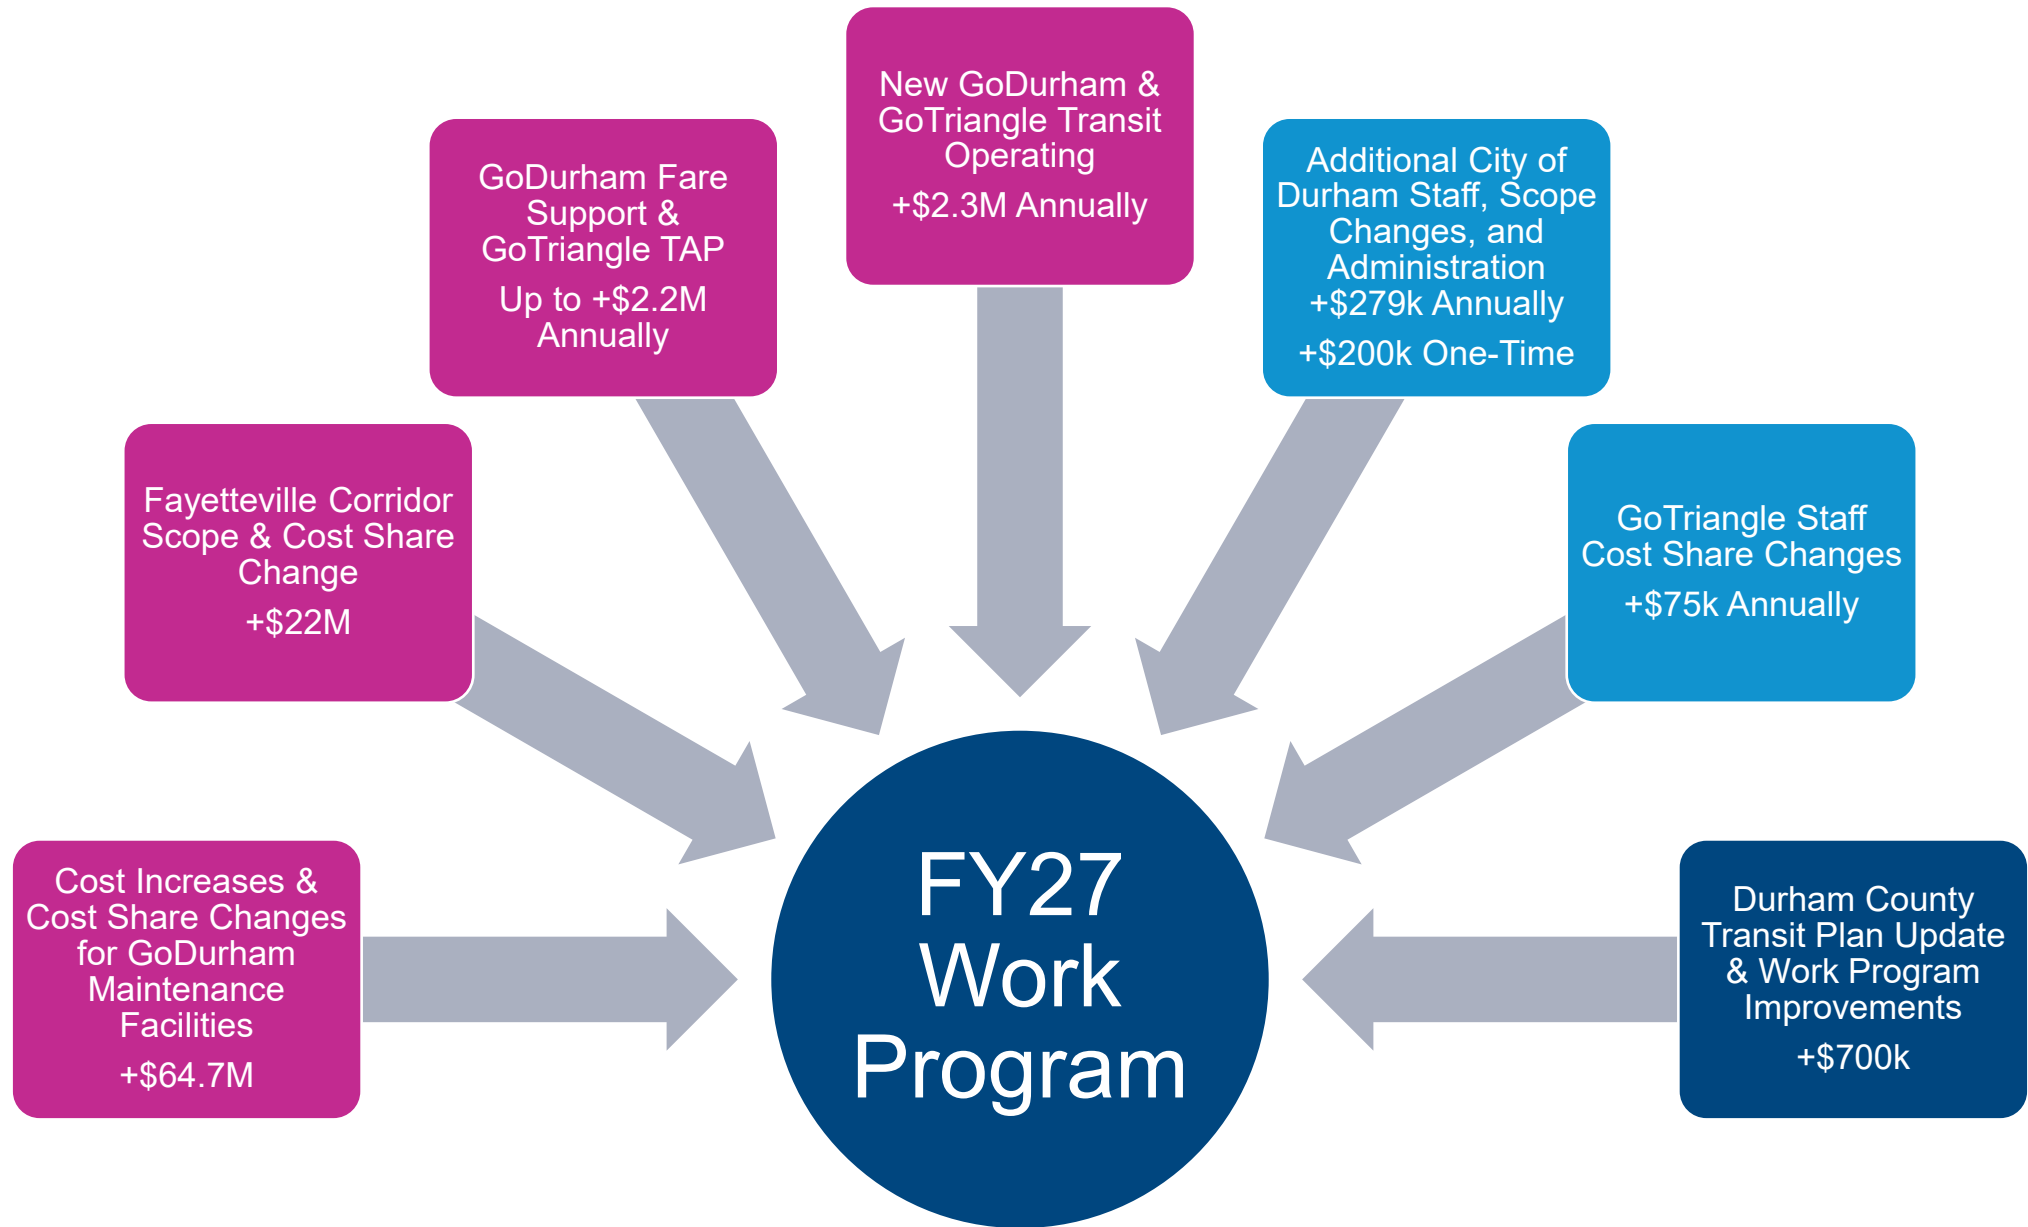 New GoDurham &
GoTriangle Transit
Operating
+$2.3M Annually
GoDurham Fare
Support &
GoTriangle TAP
Up to +$2.2M
Annually
Additional City of
Durham Staff, Scope
Changes, and
Administration
+$279k Annually
+$200k One-Time
Fayetteville Corridor
Scope & Cost Share
Change
+$22M
GoTriangle Staff
Cost Share Changes
+$75k Annually
Cost Increases &
Cost Share Changes
for GoDurham
Maintenance
Facilities
+$64.7M
FY27
Work
Program
Durham County
Transit Plan Update
& Work Program
Improvements
+$700k